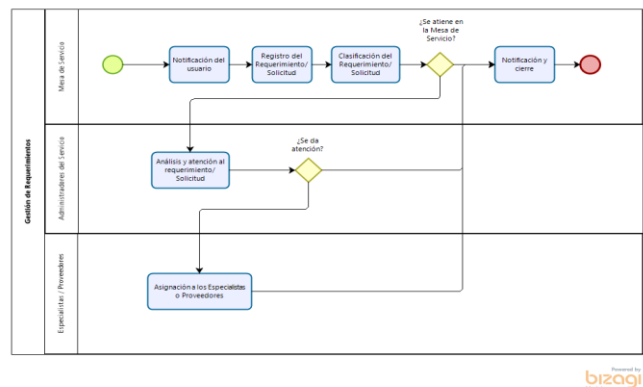 Gestión de Requerimientos
Mesa de Servicio
Notificación del
usuario
Registro del
Requerimiento/
Solicitud
Clasificación del
Requerimiento/
Solicitud
¿Se atiene en
la Mesa de
Servicio?
Notificación y
cierre
Administradores del Servicio
Análisis y atención al
requerimiento/
Solicitud
¿Se da
atención?
Especialistas / Proveedores
Asignación a los Especialistas
o Proveedores
Powered by
bizagi